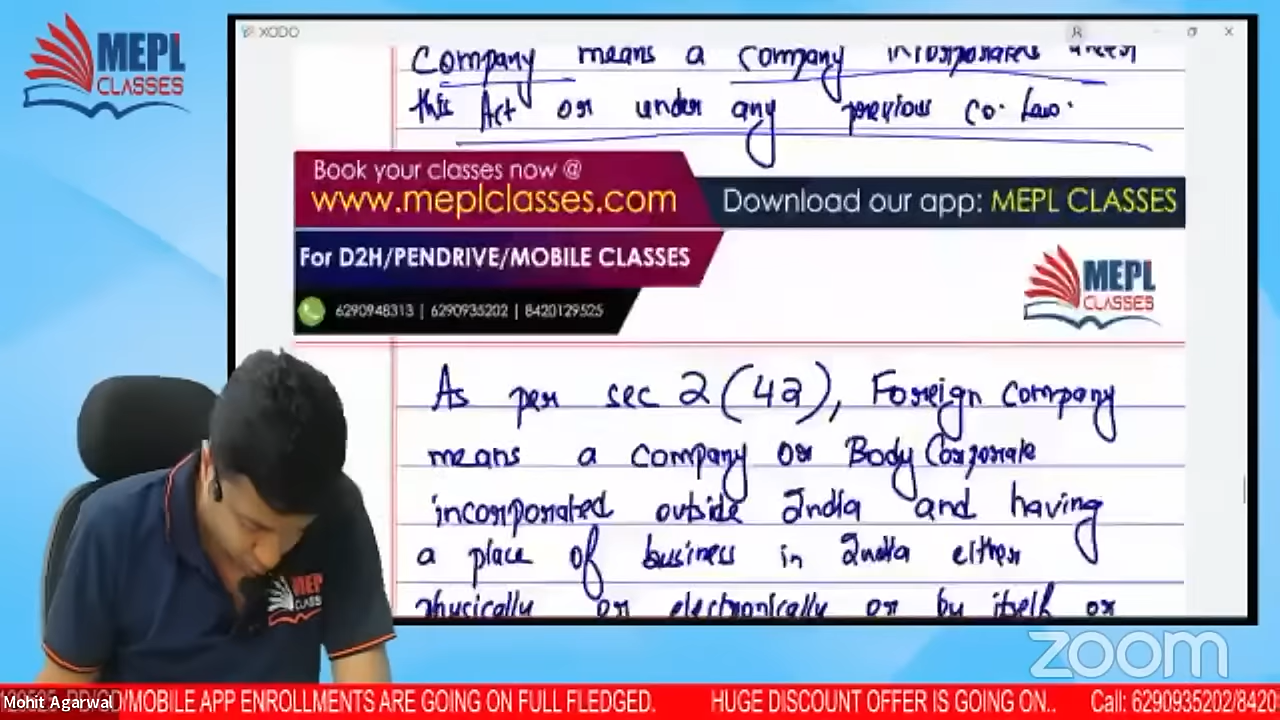 MEPL
CLASSES
XODO
Company means a company incorporated under
this Act or under any previous Co. Law.
Book your classes now @
www.meplclasses.com
Download our app: MEPL CLASSES
For D2H/PENDRIVE/MOBILE CLASSES
6290948313 | 6290935202 | 8420129525
MEPL
CLASSES
As per sec 2 (42), Foreign company
means a company or Body Corporate
incorporated outside India and having
a place of business in India either
physically or electronically or by itself or
MEPL
CLASS
zoom
Mohit Agarwal
PD/GD/MOBILE APP ENROLLMENTS ARE GOING ON FULL FLEDGED. HUGE DISCOUNT OFFER IS GOING ON.. Call: 6290935202/8420